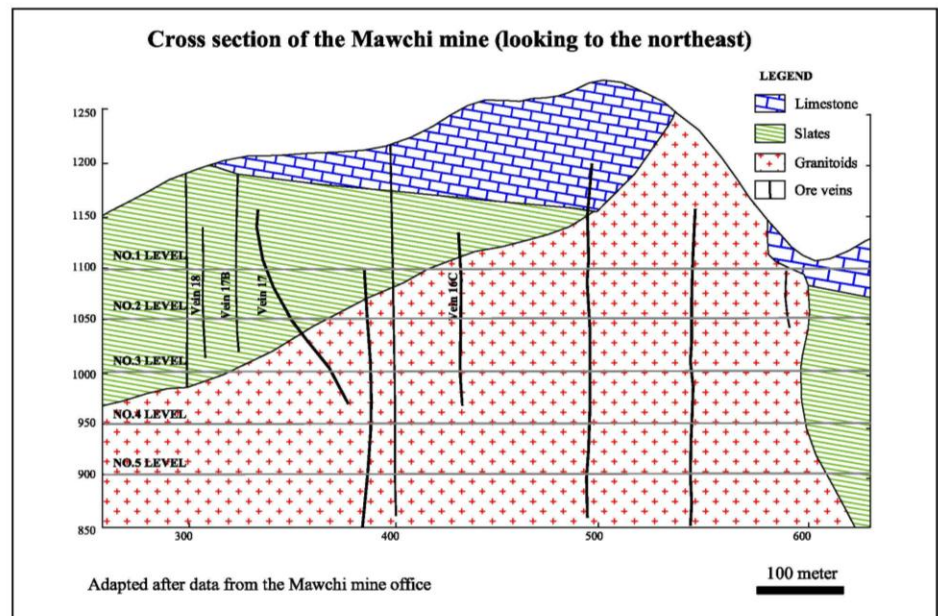 Cross section of the Mawchi mine (looking to the northeast)
LEGEND
Limestone
Slates
Granitoids
Ore veins
1250
1200
1150
1100
1050
1000
950
900
850
NO.1 LEVEL
NO.2 LEVEL
NO.3 LEVEL
NO.4 LEVEL
NO.5 LEVEL
Vein 18
Vein 17B
Vein 17
Vein 16C
300
400
500
600
Adapted after data from the Mawchi mine office
100 meter